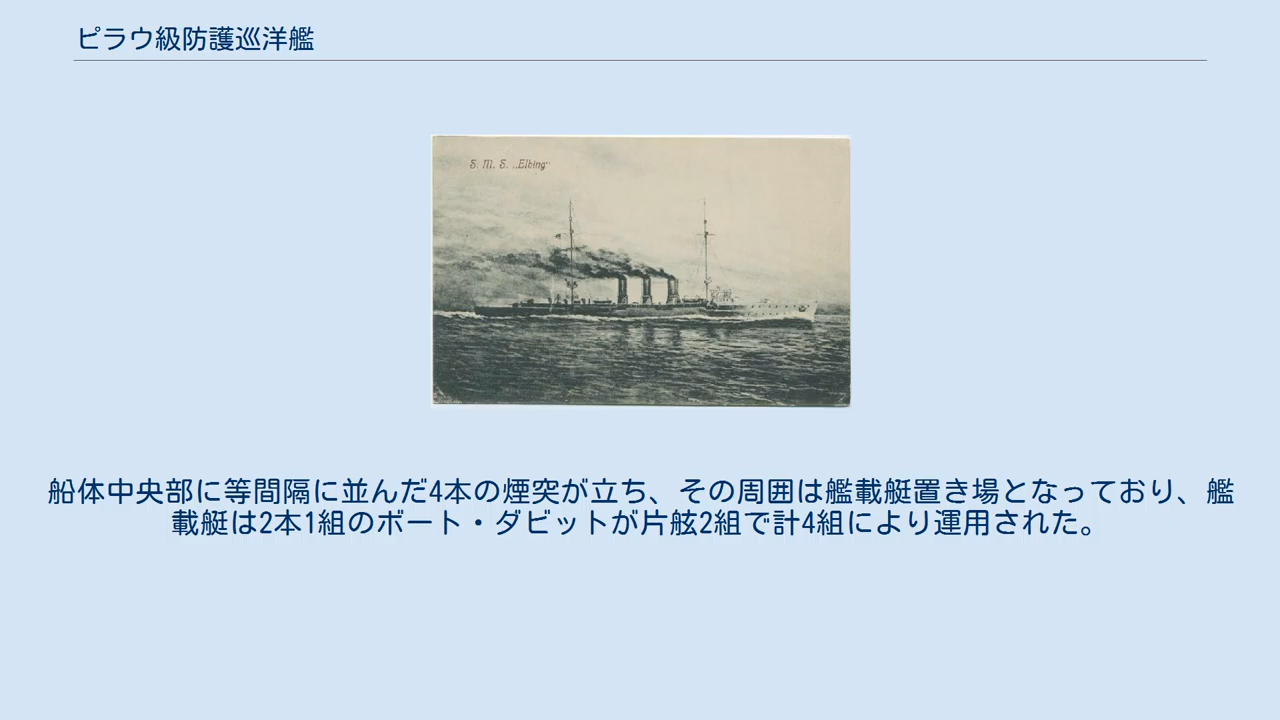 ピラウ級防護巡洋艦
S. M. S. „Elbing“
船体中央部に等間隔に並んだ4本の煙突が立ち、その周囲は艦載艇置き場となっており、艦
載艇は2本1組のボート・ダビットが片舷2組で計4組により運用された。